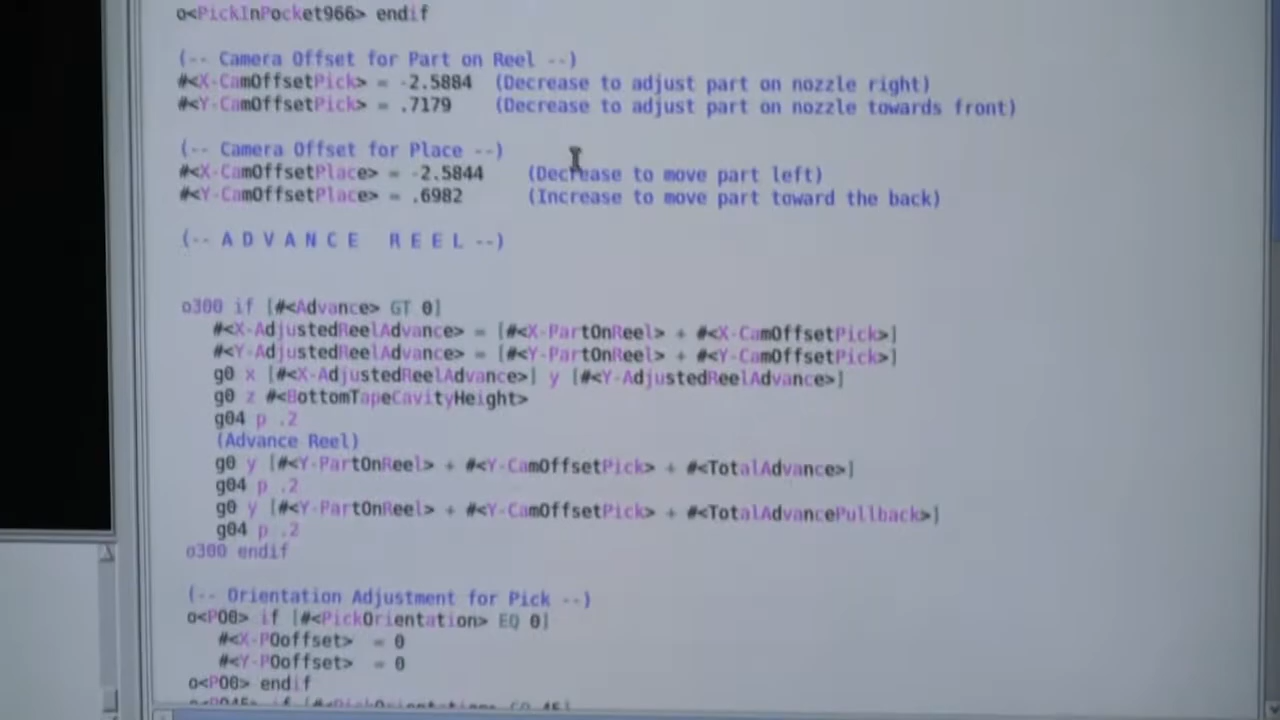 o<PickInPocket966> endif
(-- Camera Offset for Part on Reel --)
#<X-CamOffsetPick> = -2.5884 (Decrease to adjust part on nozzle right)
#<Y-CamOffsetPick> = .7179 (Decrease to adjust part on nozzle towards front)
(-- Camera Offset for Place --)
#<X-CamOffsetPlace> = -2.5844 (Decrease to move part left)
#<Y-CamOffsetPlace> = .6982 (Increase to move part toward the back)
(-- A D V A N C E R E E L --)
o300 if [#<Advance> GT 0]
#<X-AdjustedReelAdvance> = [#<X-PartOnReel> + #<X-CamOffsetPick>]
#<Y-AdjustedReelAdvance> = [#<Y-PartOnReel> + #<Y-CamOffsetPick>]
g0 x [#<X-AdjustedReelAdvance>] y [#<Y-AdjustedReelAdvance>]
g0 z #<BottomTapeCavityHeight>
g04 p .2
(Advance Reel)
g0 y [#<Y-PartOnReel> + #<Y-CamOffsetPick> + #<TotalAdvance>]
g04 p .2
g0 y [#<Y-PartOnReel> + #<Y-CamOffsetPick> + #<TotalAdvancePullback>]
g04 p .2
o300 endif
(-- Orientation Adjustment for Pick --)
o<PO0> if [#<PickOrientation> EQ 0]
#<X-POoffset> = 0
#<Y-POoffset> = 0
o<PO0> endif